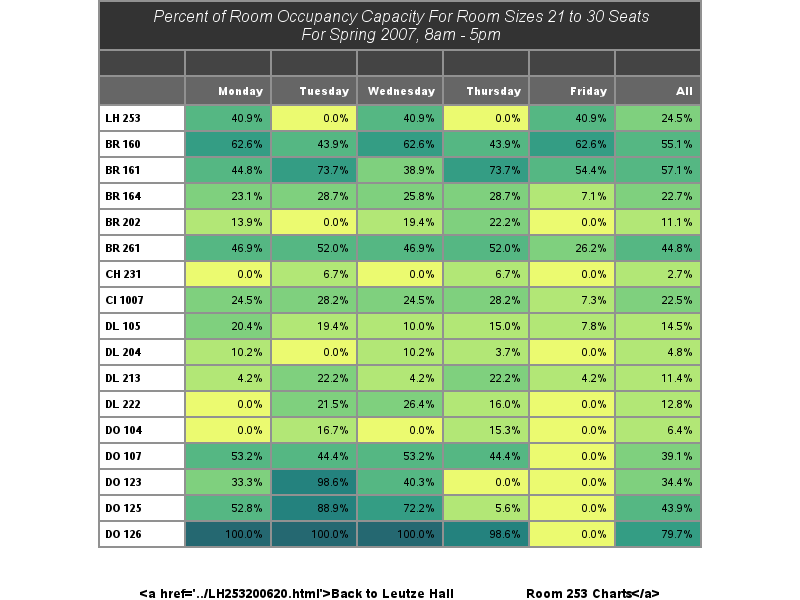 Percent of Room Occupancy Capacity For Room Sizes 21 to 30 Seats
For Spring 2007, 8am - 5pm
Monday Tuesday Wednesday Thursday Friday All
LH 253 40.9% 0.0% 40.9% 0.0% 40.9% 24.5%
BR 160 62.6% 43.9% 62.6% 43.9% 62.6% 55.1%
BR 161 44.8% 73.7% 38.9% 73.7% 54.4% 57.1%
BR 164 23.1% 28.7% 25.8% 28.7% 7.1% 22.7%
BR 202 13.9% 0.0% 19.4% 22.2% 0.0% 11.1%
BR 261 46.9% 52.0% 46.9% 52.0% 26.2% 44.8%
CH 231 0.0% 6.7% 0.0% 6.7% 0.0% 2.7%
CI 1007 24.5% 28.2% 24.5% 28.2% 7.3% 22.5%
DL 105 20.4% 19.4% 10.0% 15.0% 7.8% 14.5%
DL 204 10.2% 0.0% 10.2% 3.7% 0.0% 4.8%
DL 213 4.2% 22.2% 4.2% 22.2% 4.2% 11.4%
DL 222 0.0% 21.5% 26.4% 16.0% 0.0% 12.8%
DO 104 0.0% 16.7% 0.0% 15.3% 0.0% 6.4%
DO 107 53.2% 44.4% 53.2% 44.4% 0.0% 39.1%
DO 123 33.3% 98.6% 40.3% 0.0% 0.0% 34.4%
DO 125 52.8% 88.9% 72.2% 5.6% 0.0% 43.9%
DO 126 100.0% 100.0% 100.0% 98.6% 0.0% 79.7%
<a href='../LH253200620.html'>Back to Leutze Hall Room 253 Charts</a>